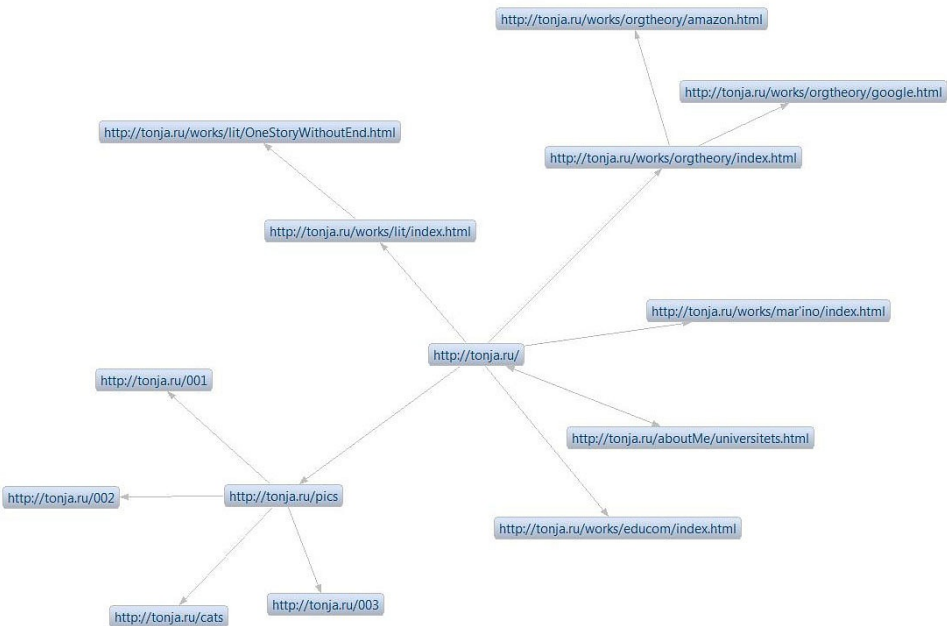 http://tonja.ru/works/orgtheory/amazon.html
http://tonja.ru/works/orgtheory/google.html
http://tonja.ru/works/lit/OneStoryWithoutEnd.html
http://tonja.ru/works/orgtheory/index.html
http://tonja.ru/works/lit/index.html
http://tonja.ru/works/mar'ino/index.html
http://tonja.ru/
http://tonja.ru/001
http://tonja.ru/aboutMe/universitets.html
http://tonja.ru/002
http://tonja.ru/pics
http://tonja.ru/works/educom/index.html
http://tonja.ru/cats
http://tonja.ru/003